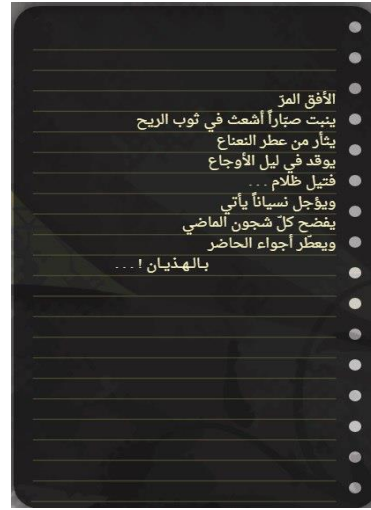 الأفق المرّ
ينبت صبّاراً أشعث في ثوب الريح
يثأر من عطر النعناع
يوقد في ليل الأوجاع
فتيل ظلام . . .
ويؤجل نسياناً يأتي
يفضح كلّ شجون الماضي
ويعطّر أجواء الحاضر
بـالـهـذيـان ! . . .